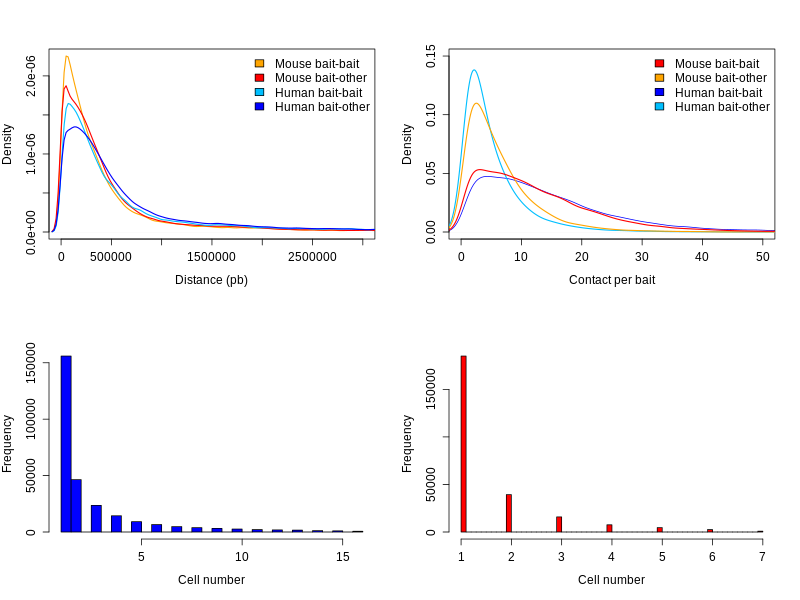 Mouse bait-bait
Mouse bait-other
Human bait-bait
Human bait-other
Density
0.0e+00 1.0e-06 2.0e-06
0 500000 1500000 2500000
Distance (pb)
Mouse bait-bait
Mouse bait-other
Human bait-bait
Human bait-other
Density
0.00 0.05 0.10 0.15
0 10 20 30 40 50
Contact per bait
Frequency
0 50000 100000 150000
5 10 15
Cell number
Frequency
0 50000 150000
1 2 3 4 5 6 7
Cell number